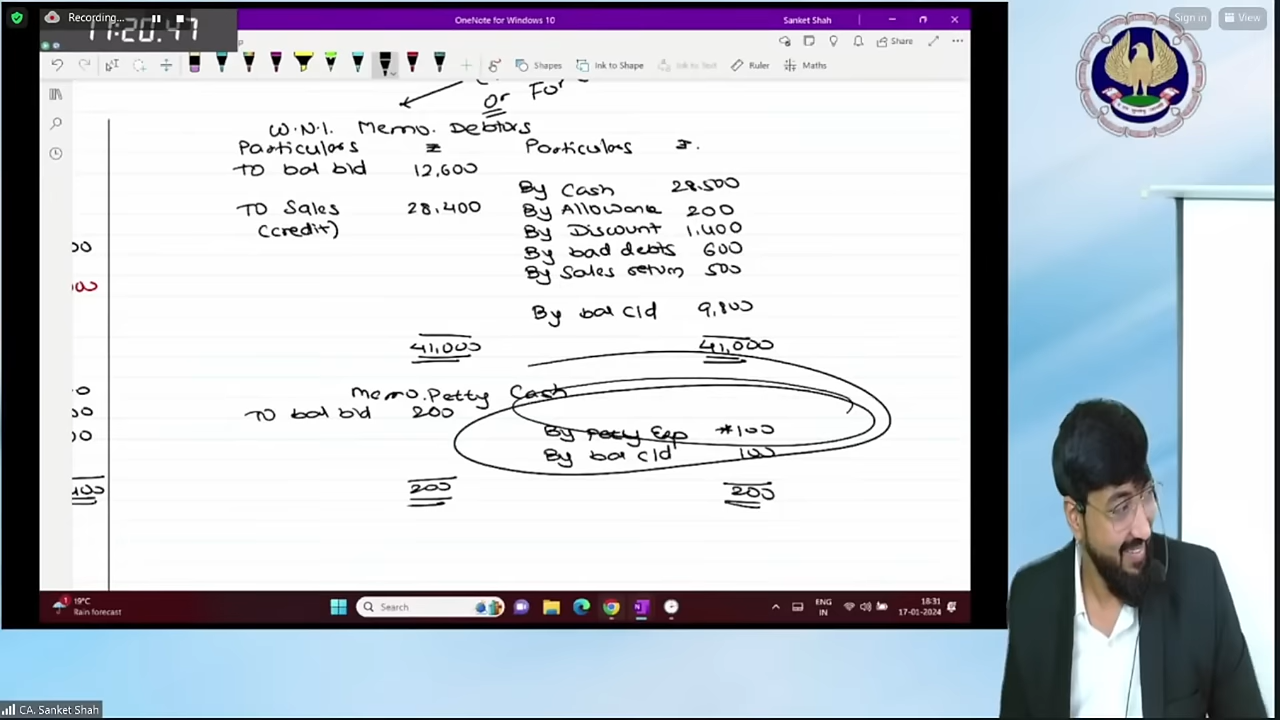 Recording...
17:20.47
OneNote for Windows 10
Sanket Shah
Sign in
View
Share
Shapes
Ink to Shape
Ink to Text
Ruler
Maths
or For
W.N.1. Memo. Debtors
Particulars ₹ Particulars ₹.
To bal b/d 12,600
By Cash 28,500
To Sales 28,400 By Allowance 200
(credit) By Discount 1,400
By bad debts 600
By Sales return 500
By bal c/d 9,800
41,000 41,000
Memo. Petty Cash
To bal b/d 200
By Petty Exp *100
By bal c/d 100
200 200
19°C
Rain forecast
Search
ENG
IN
18:31
17-01-2024
CA. Sanket Shah